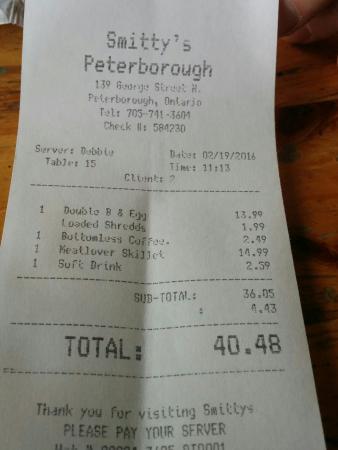 Smitty's
Peterborough
139 George Street N.
Peterborough, Ontario
Tel: 705-741-3604
Check #: 584230
Server: Debbie Date: 02/19/2016
Table: 15 Time: 11:13
Client: 2
1 Double B & Egg 13.99
Loaded Shredds 1.99
1 Bottomless Coffee. 2.49
1 Meatlover Skillet 14.99
1 Soft Drink 2.59
SUB-TOTAL: 36.05
: 4.43
TOTAL: 40.48
Thank you for visiting Smittys
PLEASE PAY YOUR SERVER